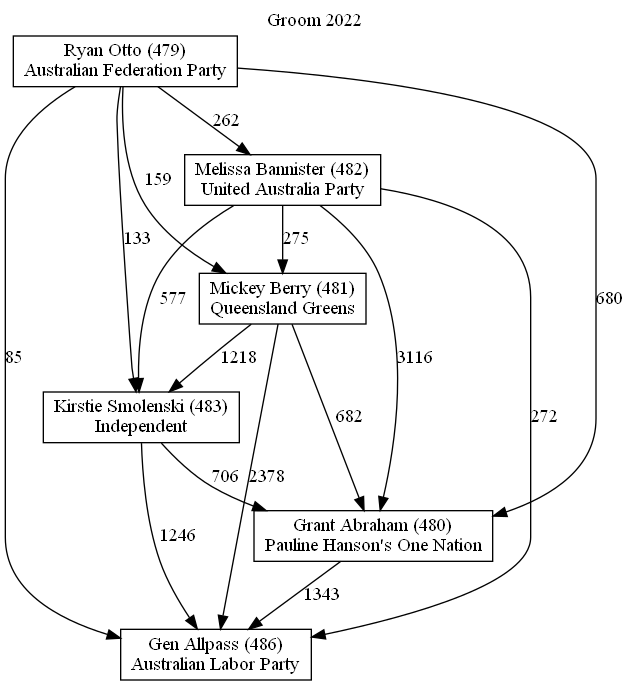 Groom 2022
Ryan Otto (479)
Australian Federation Party
262
Melissa Bannister (482)
United Australia Party
159
133
275
577
680
Mickey Berry (481)
Queensland Greens
85
1218
3116
682
272
Kirstie Smolenski (483)
Independent
706
2378
1246
Grant Abraham (480)
Pauline Hanson's One Nation
1343
Gen Allpass (486)
Australian Labor Party